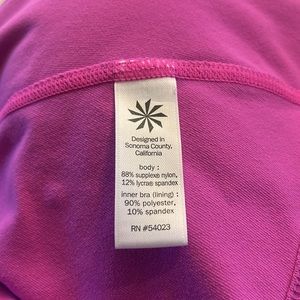 Designed in
Sonoma County,
California
body :
88% supplex® nylon,
12% lycra® spandex
inner bra (lining) :
90% polyester,
10% spandex
RN #54023